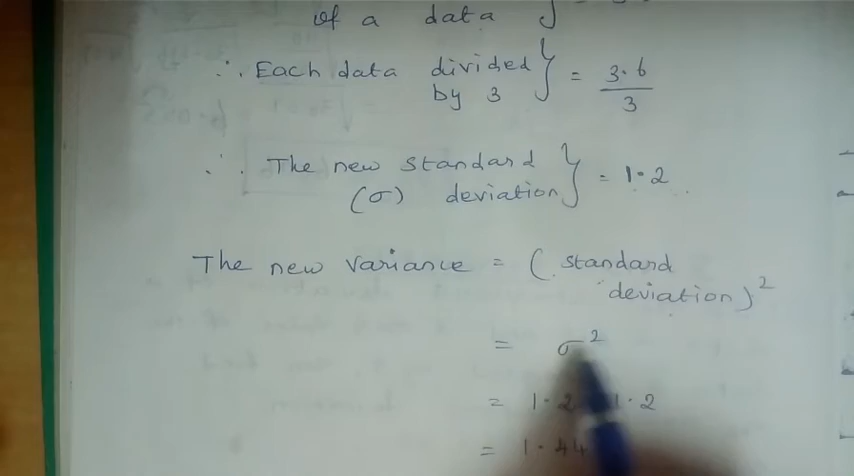 of a data }
∴ Each data divided } = 3.6/3
by 3
∴ The new standard } = 1.2
(σ) deviation
The new variance = (standard
deviation)²
= σ²
= 1.2 1.2
= 1.44